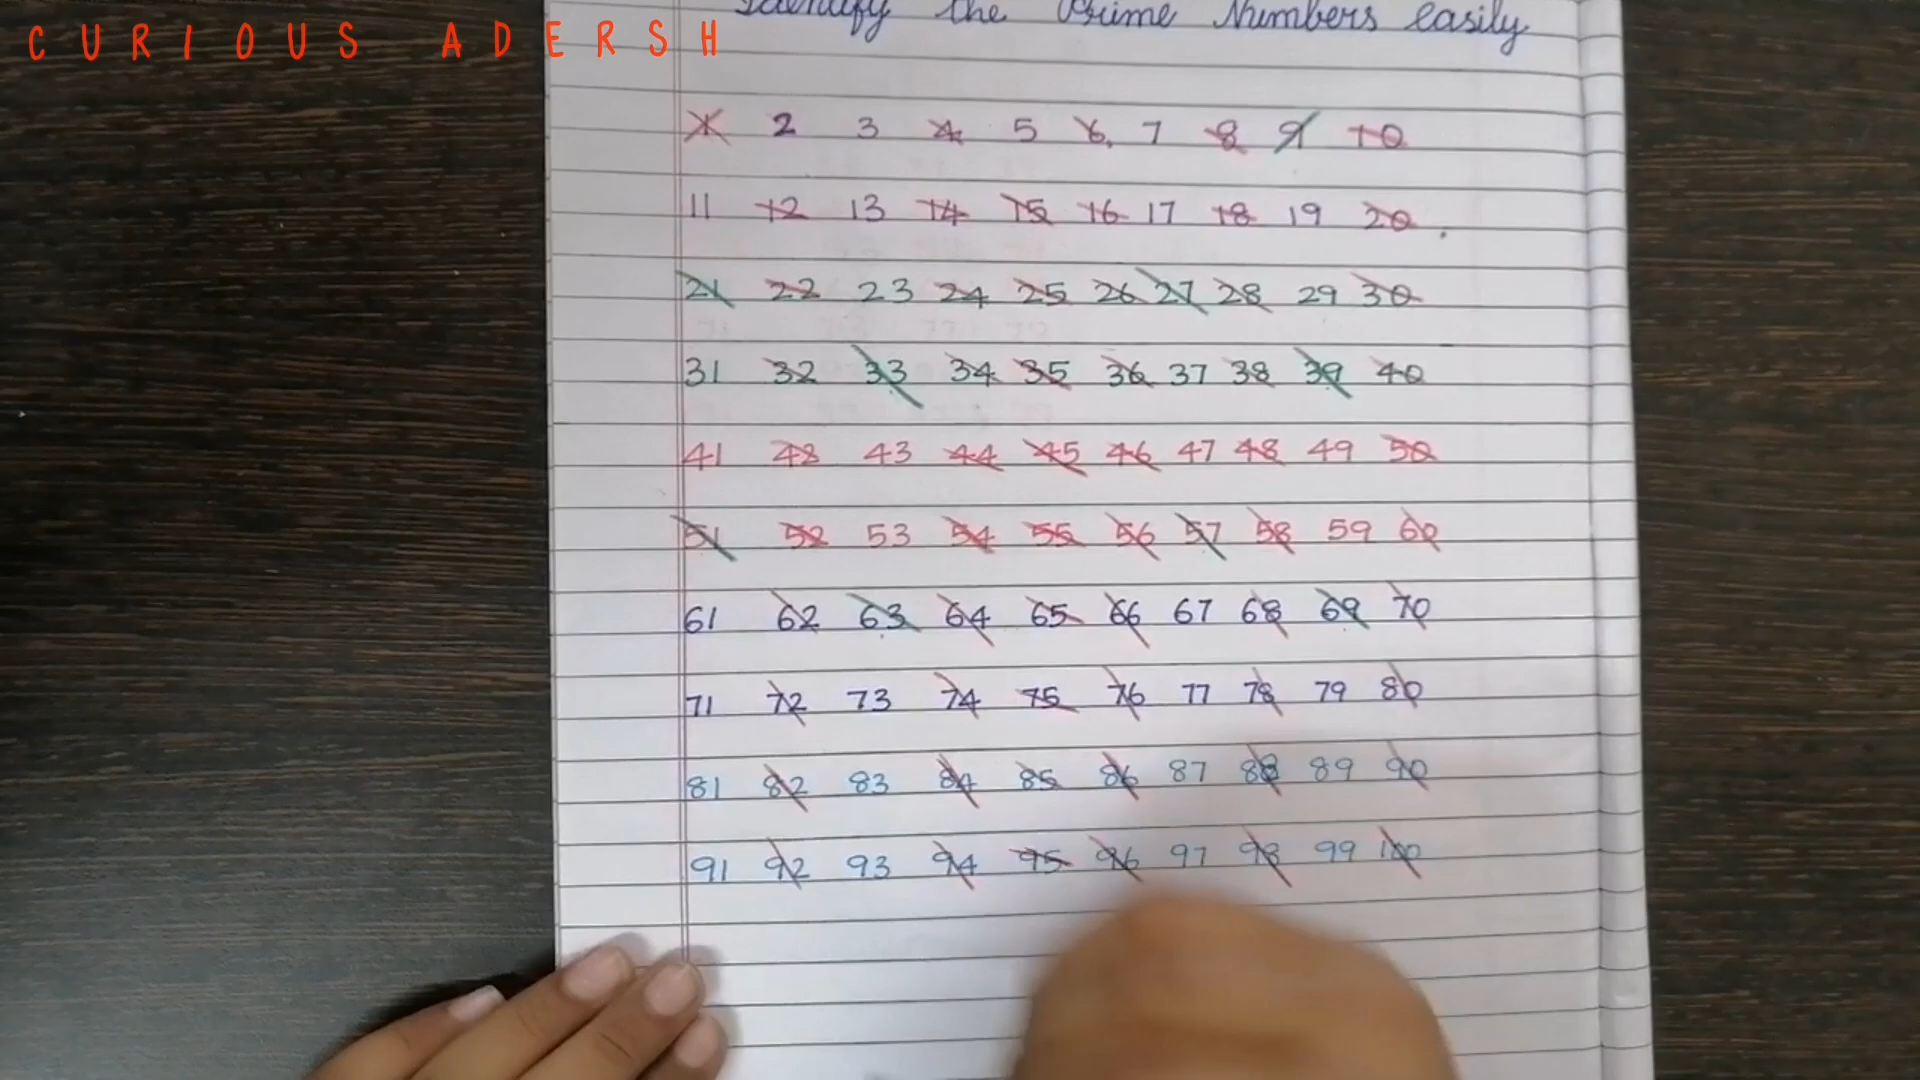 CURIOUS ADERSH
Identify the Prime Numbers easily
1 2 3 4 5 6 7 8 9 10
11 12 13 14 15 16 17 18 19 20
21 22 23 24 25 26 27 28 29 30
31 32 33 34 35 36 37 38 39 40
41 48 43 44 45 46 47 48 49 50
51 52 53 54 55 56 57 58 59 60
61 62 63 64 65 66 67 68 69 70
71 72 73 74 75 76 77 78 79 80
81 82 83 84 85 86 87 88 89 90
91 92 93 94 95 96 97 98 99 100